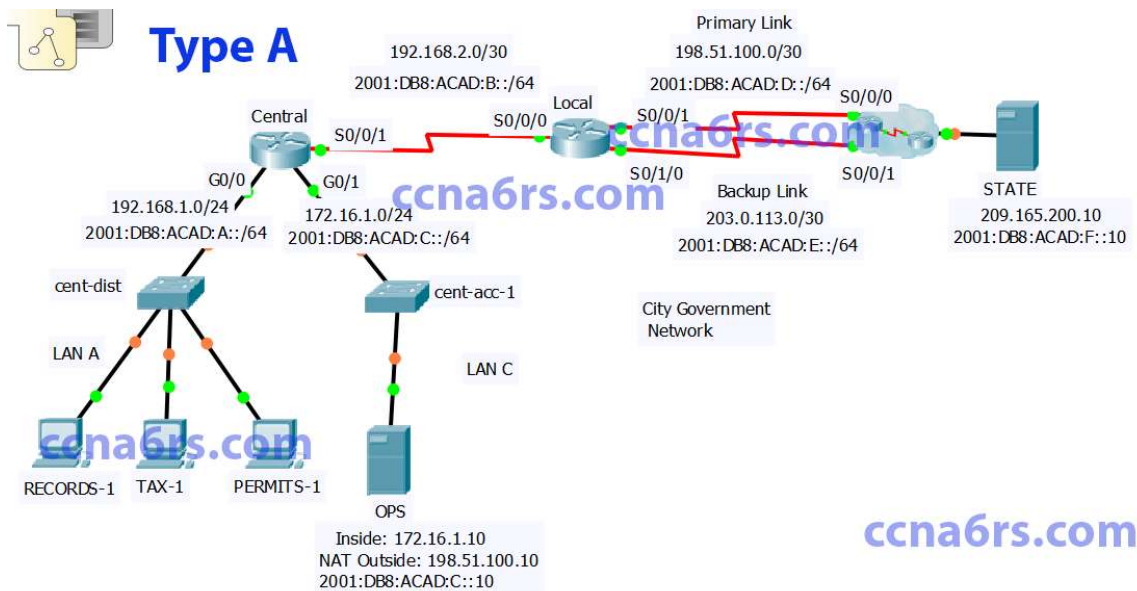 Type A
Primary Link
192.168.2.0/30
198.51.100.0/30
2001:DB8:ACAD:B::/64
2001:DB8:ACAD:D::/64
Central
Local
S0/0/0
S0/0/1
S0/0/1
S0/0/0
ccna6rs.com
G0/0
G0/1
ccna6rs.com
S0/1/0
Backup Link
S0/0/1
STATE
192.168.1.0/24
172.16.1.0/24
203.0.113.0/30
209.165.200.10
2001:DB8:ACAD:A::/64
2001:DB8:ACAD:C::/64
2001:DB8:ACAD:E::/64
2001:DB8:ACAD:F::10
cent-dist
cent-acc-1
City Government
Network
LAN A
LAN C
ccna6rs.com
RECORDS-1
TAX-1
PERMITS-1
OPS
Inside: 172.16.1.10
NAT Outside: 198.51.100.10
2001:DB8:ACAD:C::10
ccna6rs.com